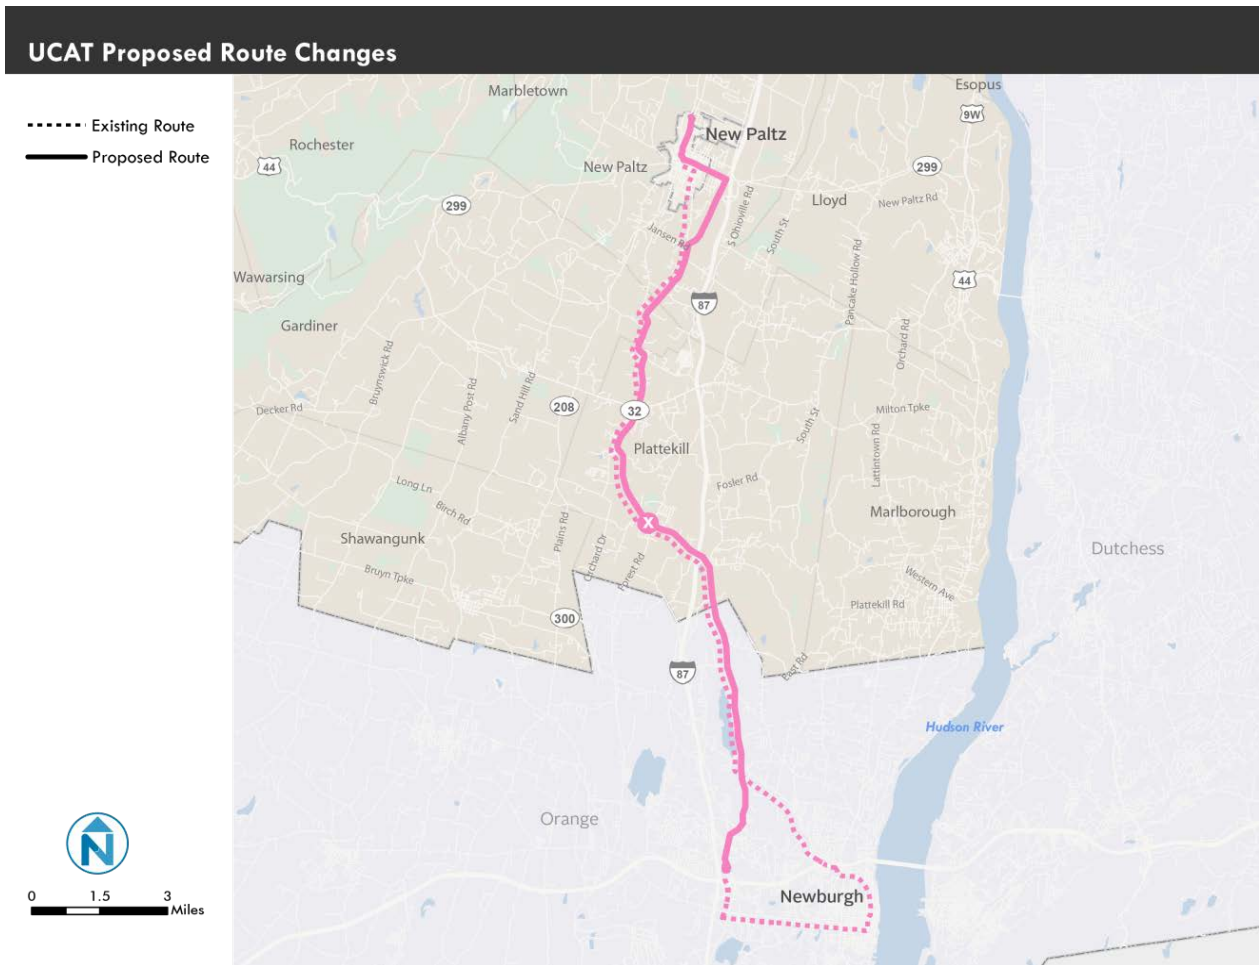 UCAT Proposed Route Changes
Existing Route
Proposed Route
Marbletown
Esopus
9W
Rochester
New Paltz
44
New Paltz
299
Lloyd
New Paltz Rd
299
S Ohioville Rd
South St
Jansen Rd
Pancake Hollow Rd
Wawarsing
44
87
Gardiner
Orchard Rd
Bruynswick Rd
Albany Post Rd
Sand Hill Rd
Decker Rd
208
32
Milton Tpke
South St
Plattekill
Lattintown Rd
Fosler Rd
Long Ln
Birch Rd
Marlborough
X
Plains Rd
Shawangunk
Orchard Dr
Forest Rd
Dutchess
Bruyn Tpke
Western Ave
Plattekill Rd
300
East Rd
87
Hudson River
Orange
N
Newburgh
0 1.5 3
Miles